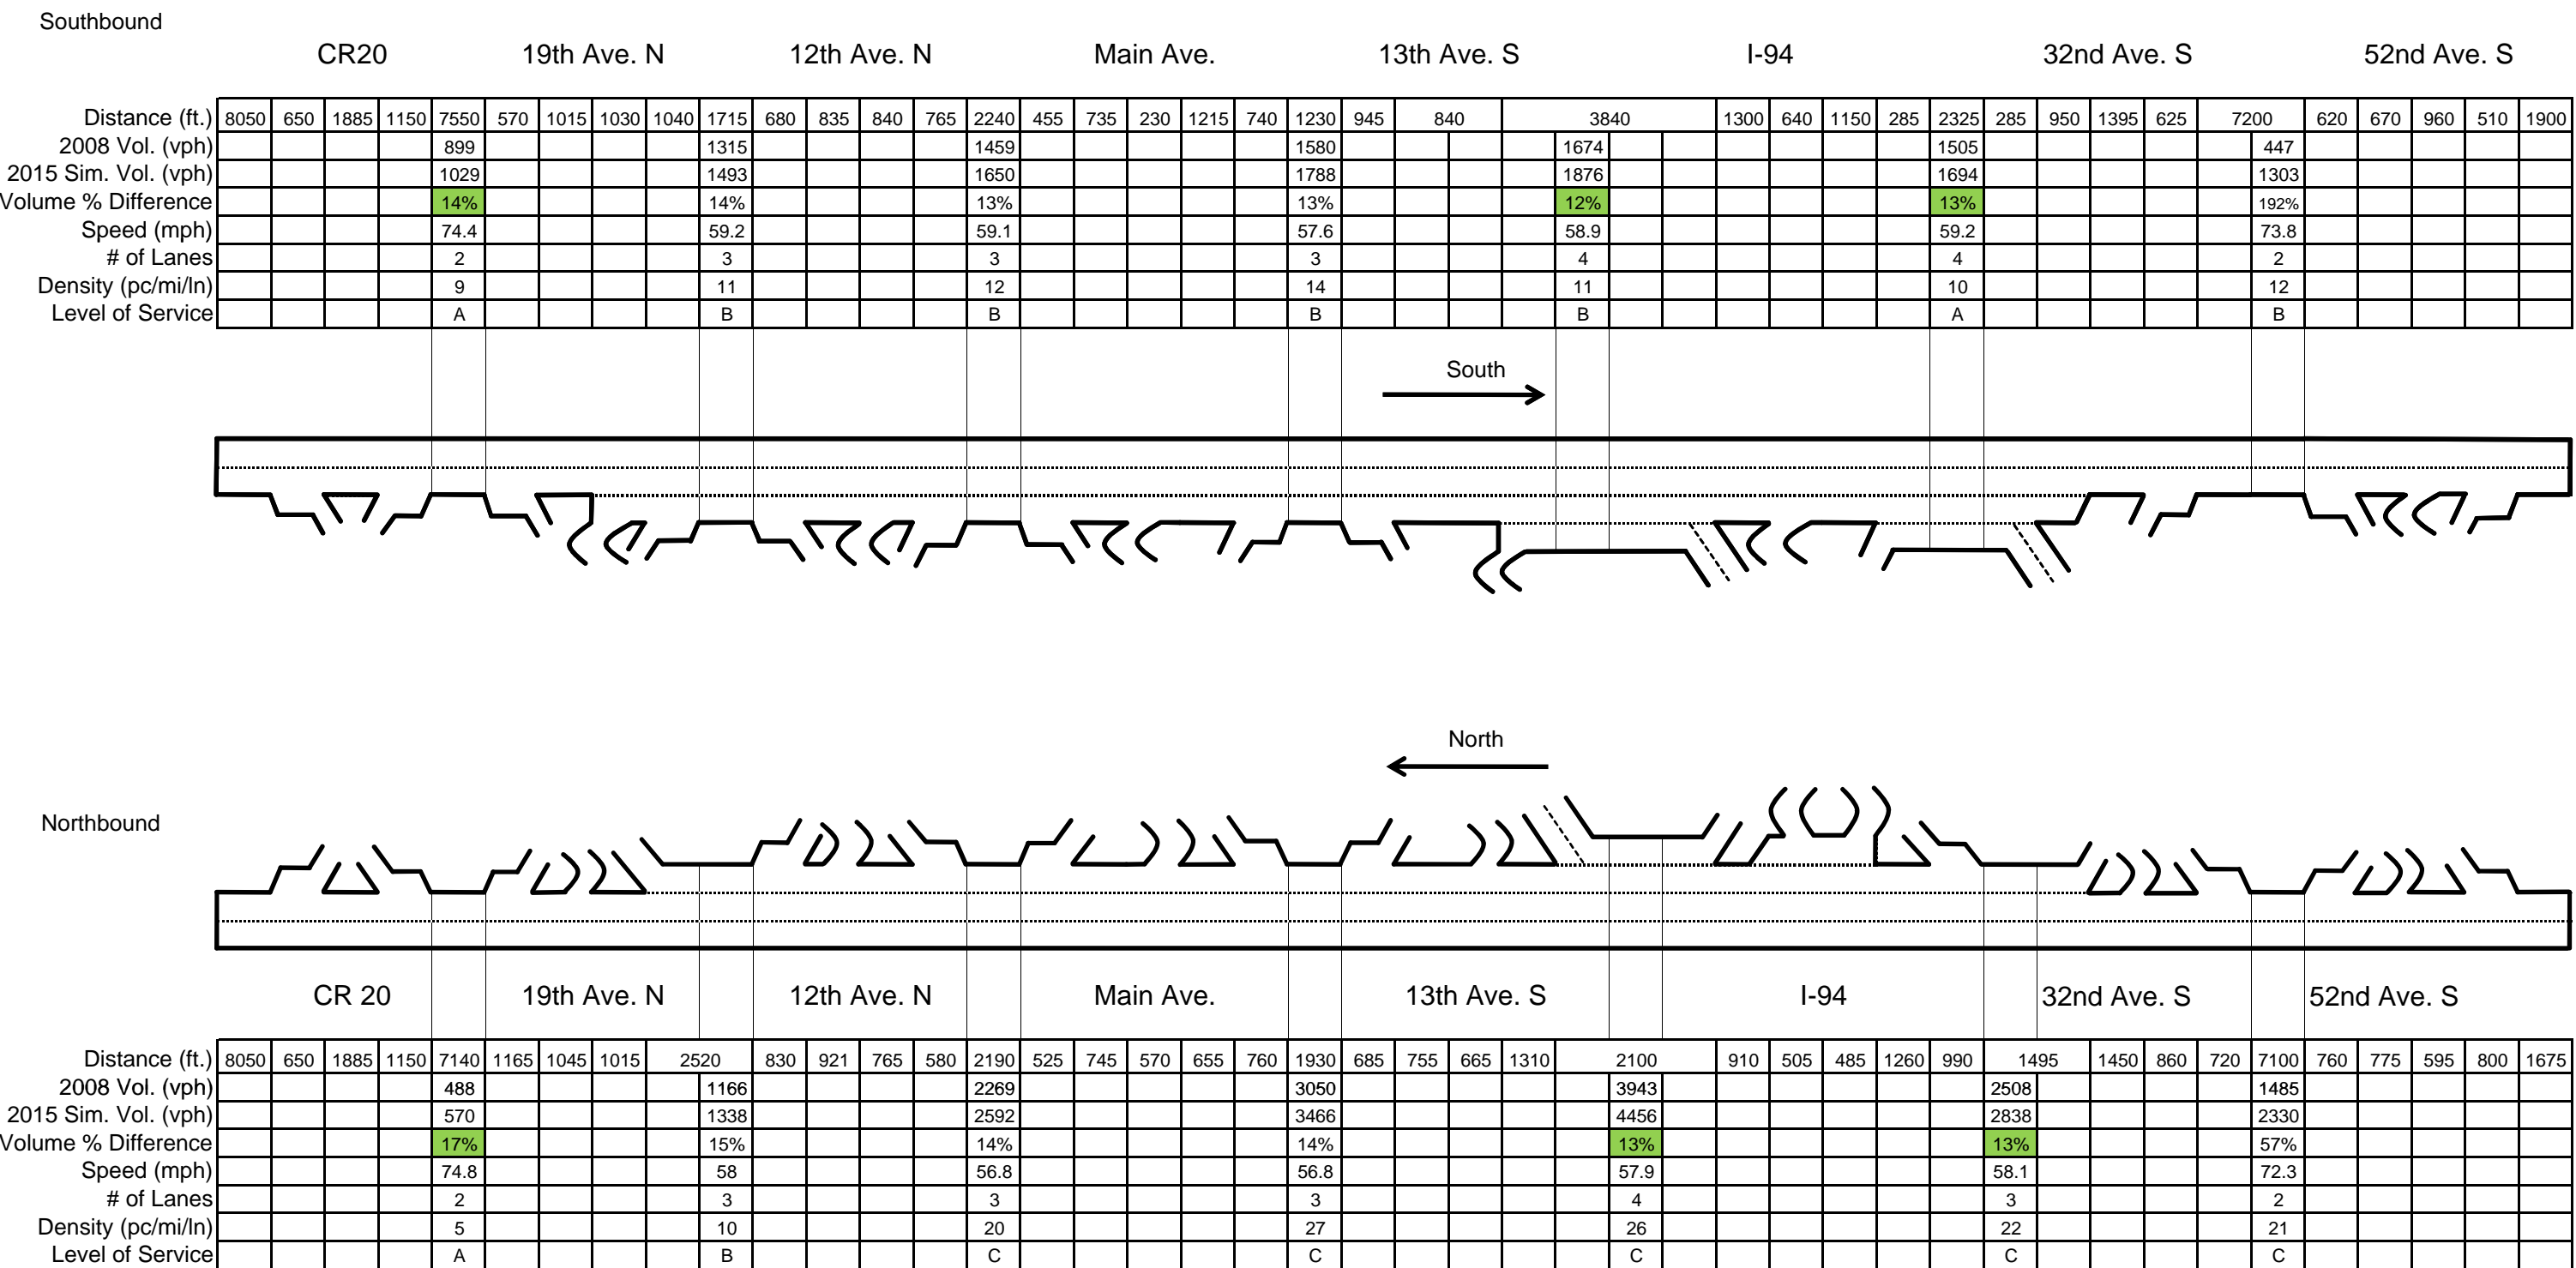 Southbound
CR20 19th Ave. N 12th Ave. N Main Ave. 13th Ave. S I-94 32nd Ave. S 52nd Ave. S
Distance (ft.) 8050 650 1885 1150 7550 570 1015 1030 1040 1715 680 835 840 765 2240 455 735 230 1215 740 1230 945 840 3840 1300 640 1150 285 2325 285 950 1395 625 7200 620 670 960 510 1900
2008 Vol. (vph) 899 1315 1459 1580 1674 1505 447
2015 Sim. Vol. (vph) 1029 1493 1650 1788 1876 1694 1303
Volume % Difference 14% 14% 13% 13% 12% 13% 192%
Speed (mph) 74.4 59.2 59.1 57.6 58.9 59.2 73.8
# of Lanes 2 3 3 3 4 4 2
Density (pc/mi/ln) 9 11 12 14 11 10 12
Level of Service A B B B B A B
South
North
Northbound
CR 20 19th Ave. N 12th Ave. N Main Ave. 13th Ave. S I-94 32nd Ave. S 52nd Ave. S
Distance (ft.) 8050 650 1885 1150 7140 1165 1045 1015 2520 830 921 765 580 2190 525 745 570 655 760 1930 685 755 665 1310 2100 910 505 485 1260 990 1495 1450 860 720 7100 760 775 595 800 1675
2008 Vol. (vph) 488 1166 2269 3050 3943 2508 1485
2015 Sim. Vol. (vph) 570 1338 2592 3466 4456 2838 2330
Volume % Difference 17% 15% 14% 14% 13% 13% 57%
Speed (mph) 74.8 58 56.8 56.8 57.9 58.1 72.3
# of Lanes 2 3 3 3 4 3 2
Density (pc/mi/ln) 5 10 20 27 26 22 21
Level of Service A B C C C C C